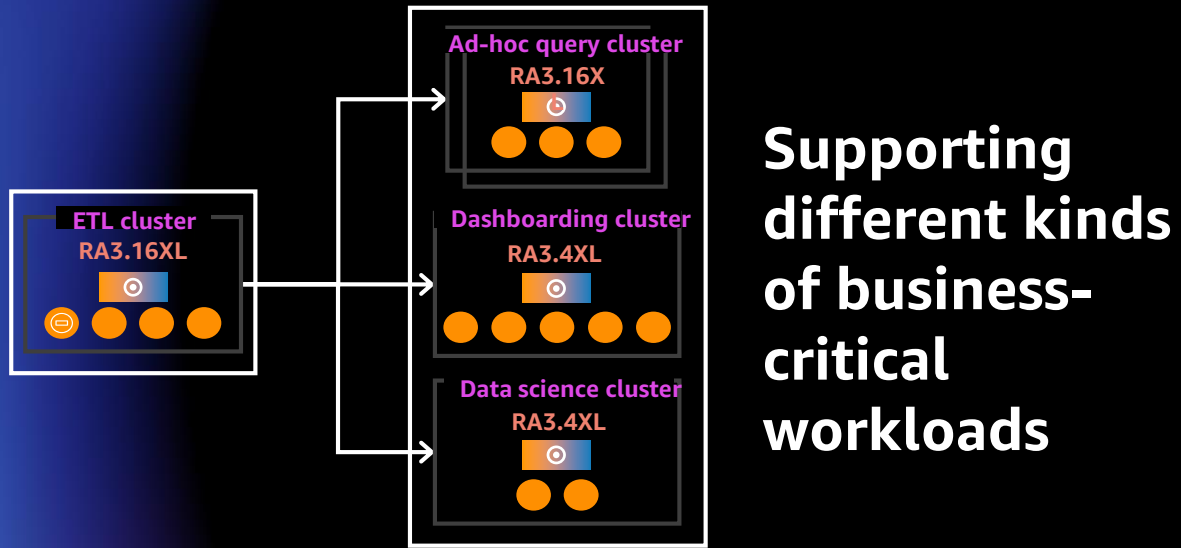 ETL cluster
RA3.16XL
Ad-hoc query cluster
RA3.16X
Dashboarding cluster
RA3.4XL
Data science cluster
RA3.4XL
Supporting
different kinds
of business-
critical
workloads